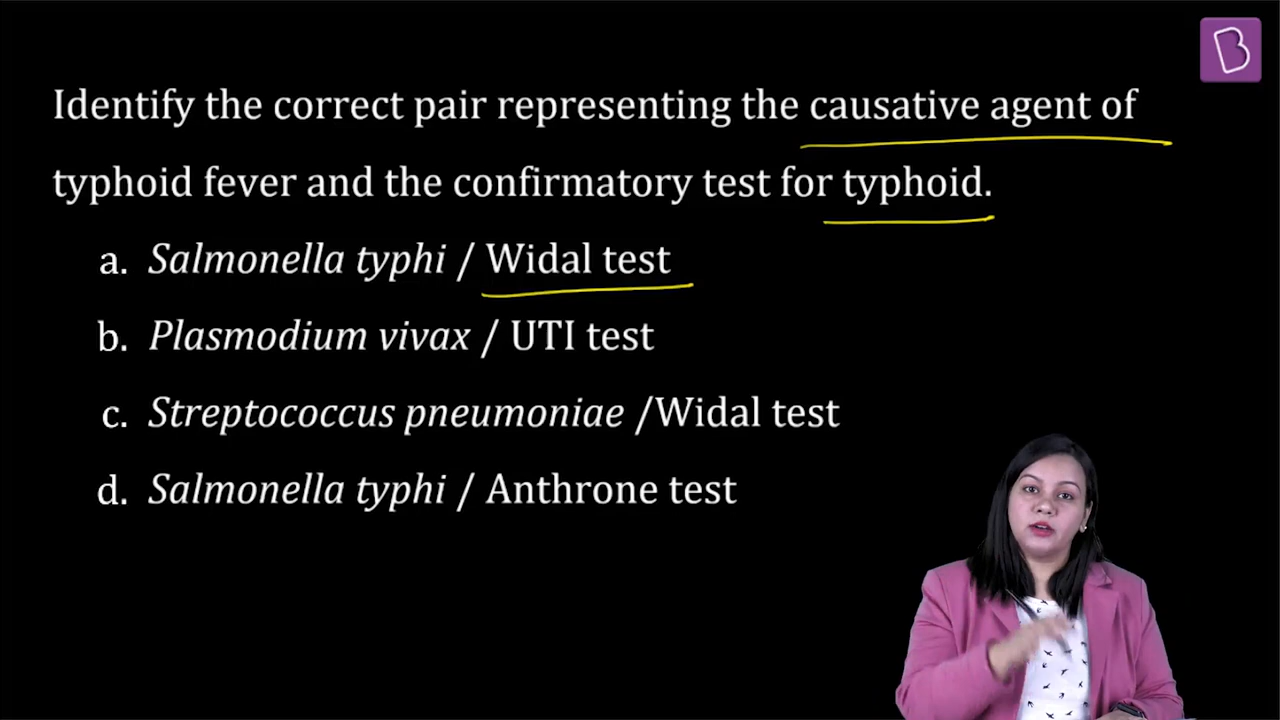 Identify the correct pair representing the causative agent of
typhoid fever and the confirmatory test for typhoid.
a. Salmonella typhi / Widal test
b. Plasmodium vivax / UTI test
c. Streptococcus pneumoniae /Widal test
d. Salmonella typhi / Anthrone test
B